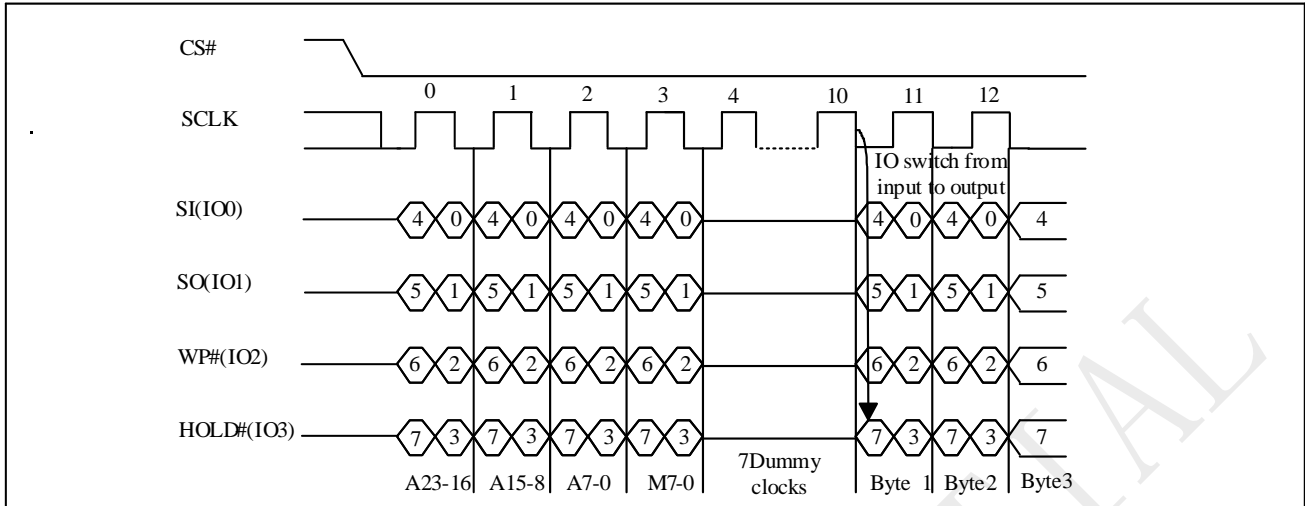 CS#
0 1 2 3 4 10 11 12
SCLK
IO switch from
input to output
SI(IO0) 4 0 4 0 4 0 4 0 4 0 4 0 4
SO(IO1) 5 1 5 1 5 1 5 1 5 1 5 1 5
WP#(IO2) 6 2 6 2 6 2 6 2 6 2 6 2 6
HOLD#(IO3) 7 3 7 3 7 3 7 3 7 3 7 3 7
A23-16 A15-8 A7-0 M7-0 7Dummy
clocks Byte 1 Byte2 Byte3
IAL